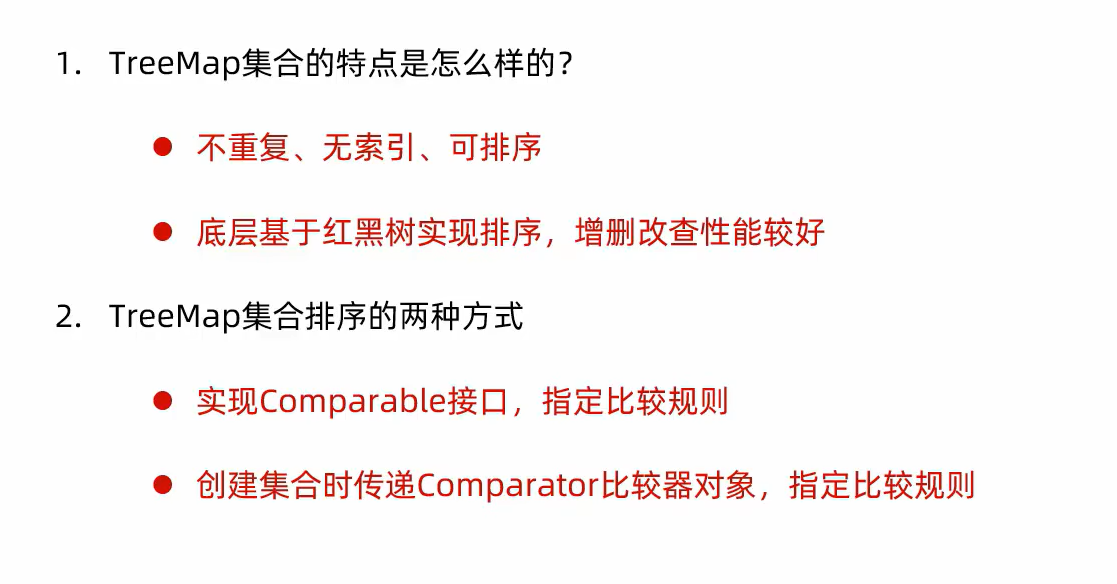 1. TreeMap集合的特点是怎么样的?
● 不重复、无索引、可排序
● 底层基于红黑树实现排序，增删改查性能较好
2. TreeMap集合排序的两种方式
● 实现Comparable接口，指定比较规则
● 创建集合时传递Comparator比较器对象，指定比较规则